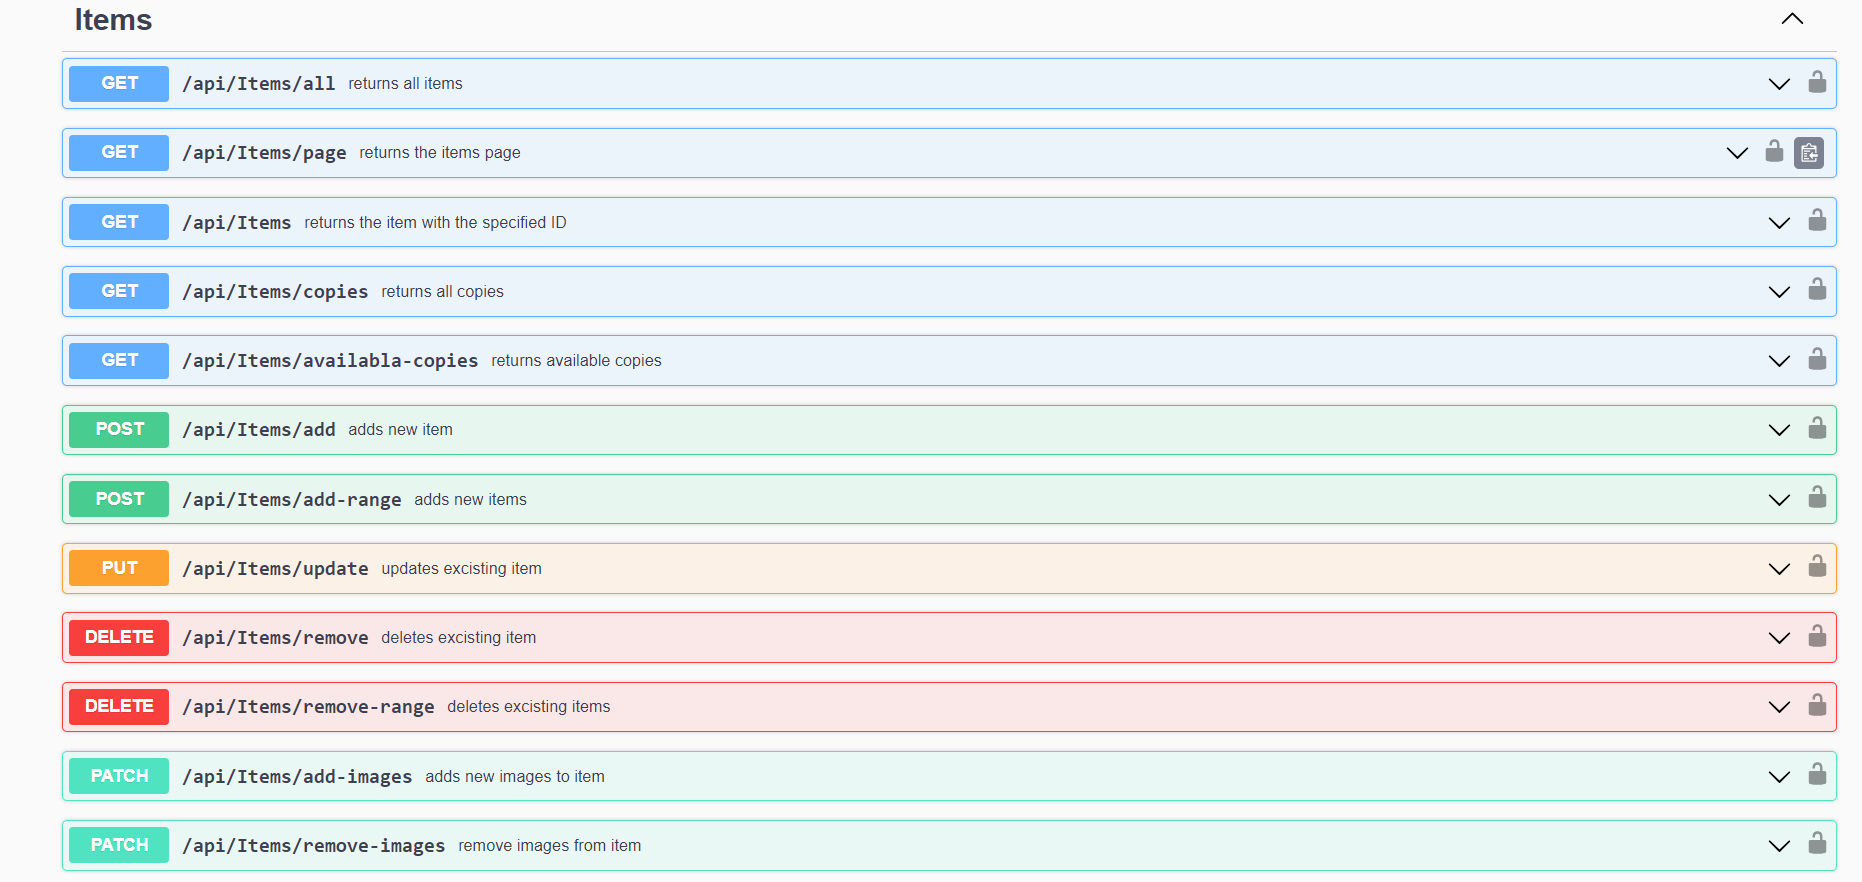 Items
GET /api/Items/all returns all items
GET /api/Items/page returns the items page
GET /api/Items returns the item with the specified ID
GET /api/Items/copies returns all copies
GET /api/Items/availabla-copies returns available copies
POST /api/Items/add adds new item
POST /api/Items/add-range adds new items
PUT /api/Items/update updates excisting item
DELETE /api/Items/remove deletes excisting item
DELETE /api/Items/remove-range deletes excisting items
PATCH /api/Items/add-images adds new images to item
PATCH /api/Items/remove-images remove images from item